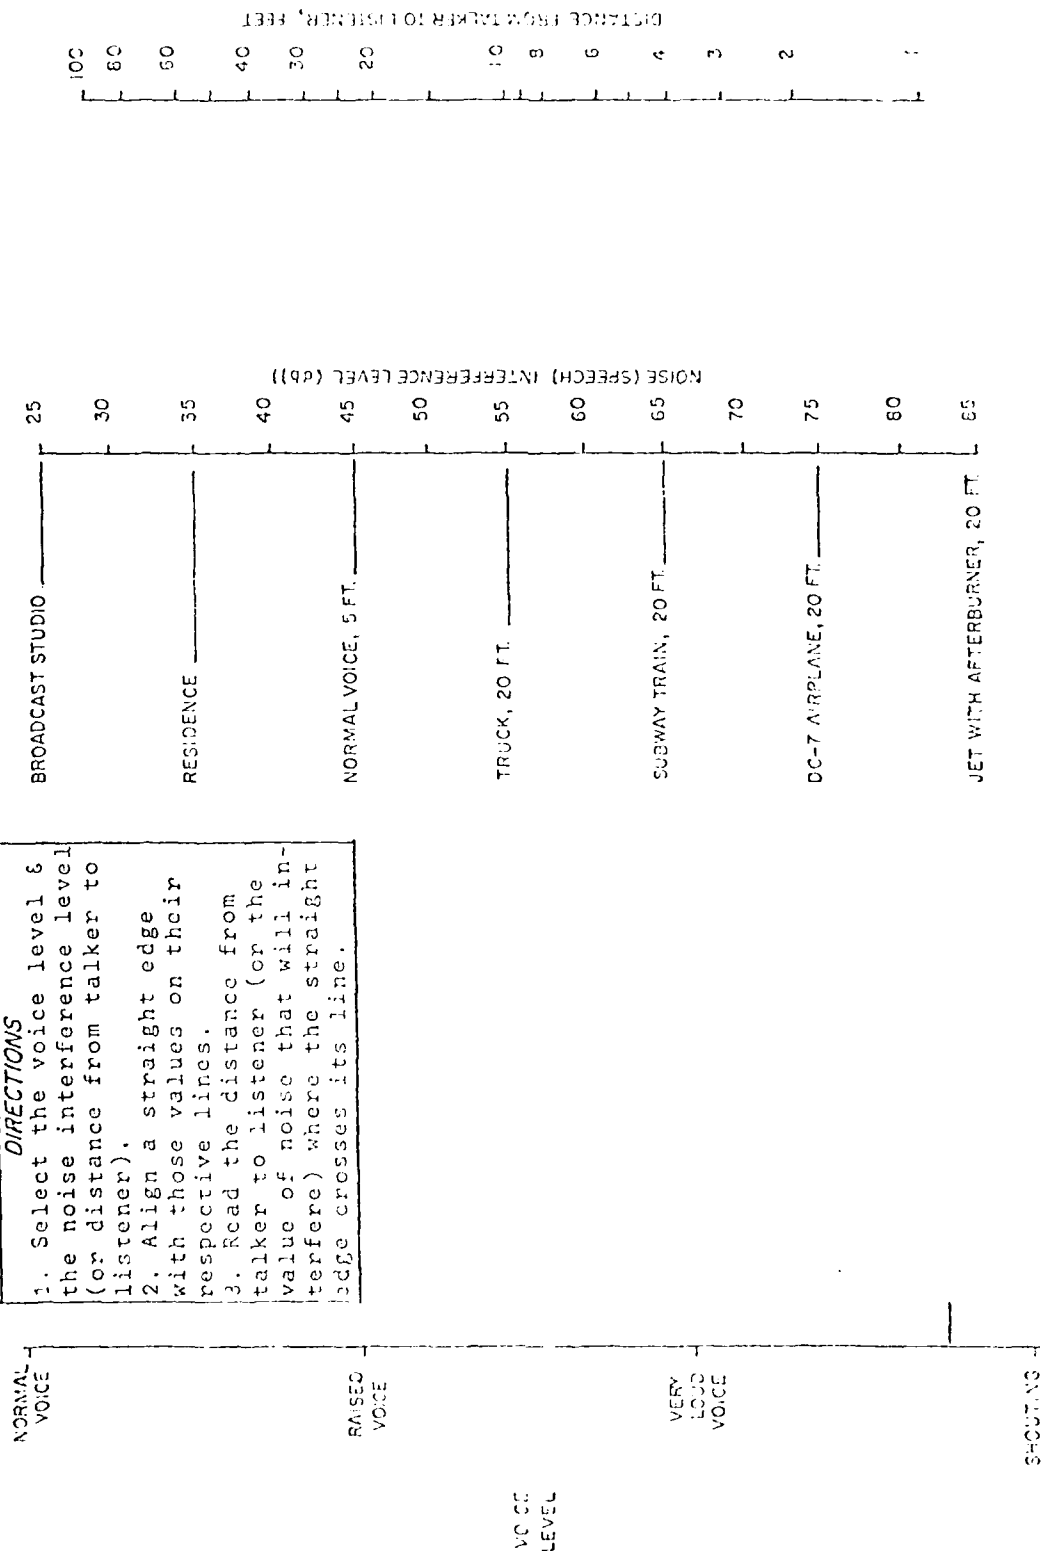 VOICE
LEVEL
NORMAL
VOICE
RAISED
VOICE
VERY
LOUD
VOICE
SHOUTING
DIRECTIONS
1. Select the voice level &
the noise interference level
(or distance from talker to
listener).
2. Align a straight edge
with those values on their
respective lines.
3. Read the distance from
talker to listener (or the
value of noise that will in-
terfere) where the straight
edge crosses its line.
BROADCAST STUDIO
RESIDENCE
NORMAL VOICE, 5 FT.
TRUCK, 20 FT.
SUBWAY TRAIN, 20 FT.
DC-7 AIRPLANE, 20 FT.
JET WITH AFTERBURNER, 20 FT.
25
30
35
40
45
50
55
60
65
70
75
80
85
NOISE (SPEECH) INTERFERENCE LEVEL (db))
100
80
60
40
30
20
10
8
6
4
3
2
1
DISTANCE FROM TALKER TO LISTENER, FEET